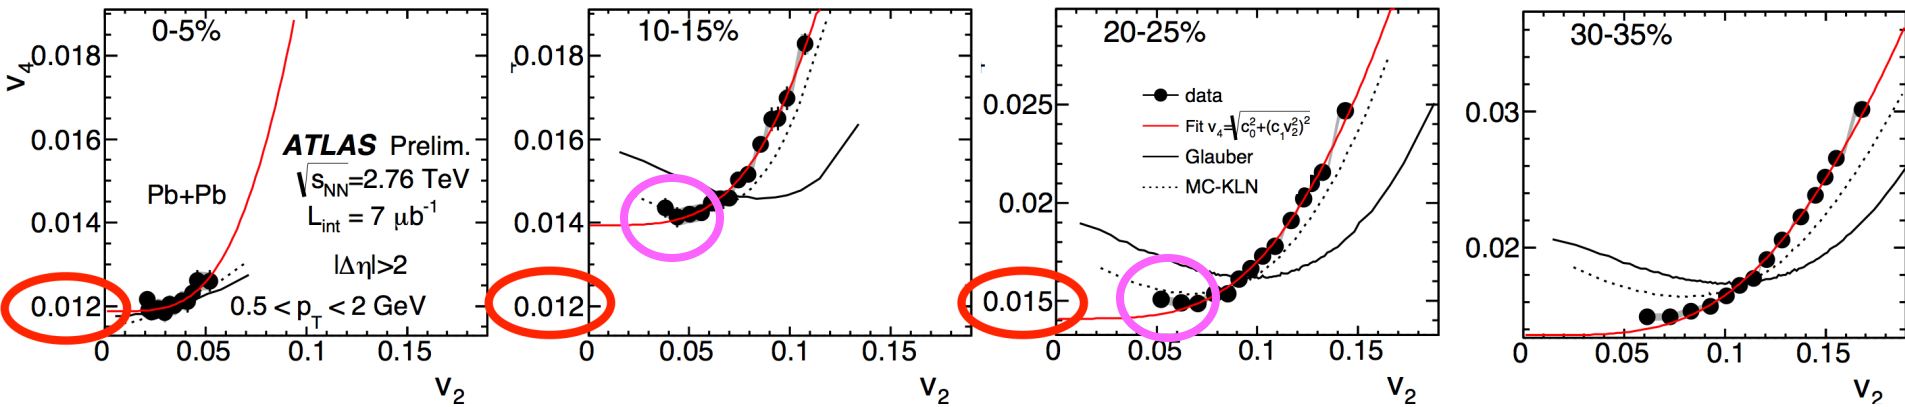 0-5%
v4
0.018
0.016
0.014
0.012
ATLAS Prelim.
√sNN=2.76 TeV
Lint = 7 μb-1
Pb+Pb
|Δη|>2
0.5 < pT < 2 GeV
0 0.05 0.1 0.15
v2
10-15%
0.018
0.016
0.014
0.012
0 0.05 0.1 0.15
v2
20-25%
0.025
0.02
0.015
data
Fit v4=√c0²+(c1v2²)²
Glauber
MC-KLN
0 0.05 0.1 0.15
v2
30-35%
0.03
0.02
0 0.05 0.1 0.15
v2